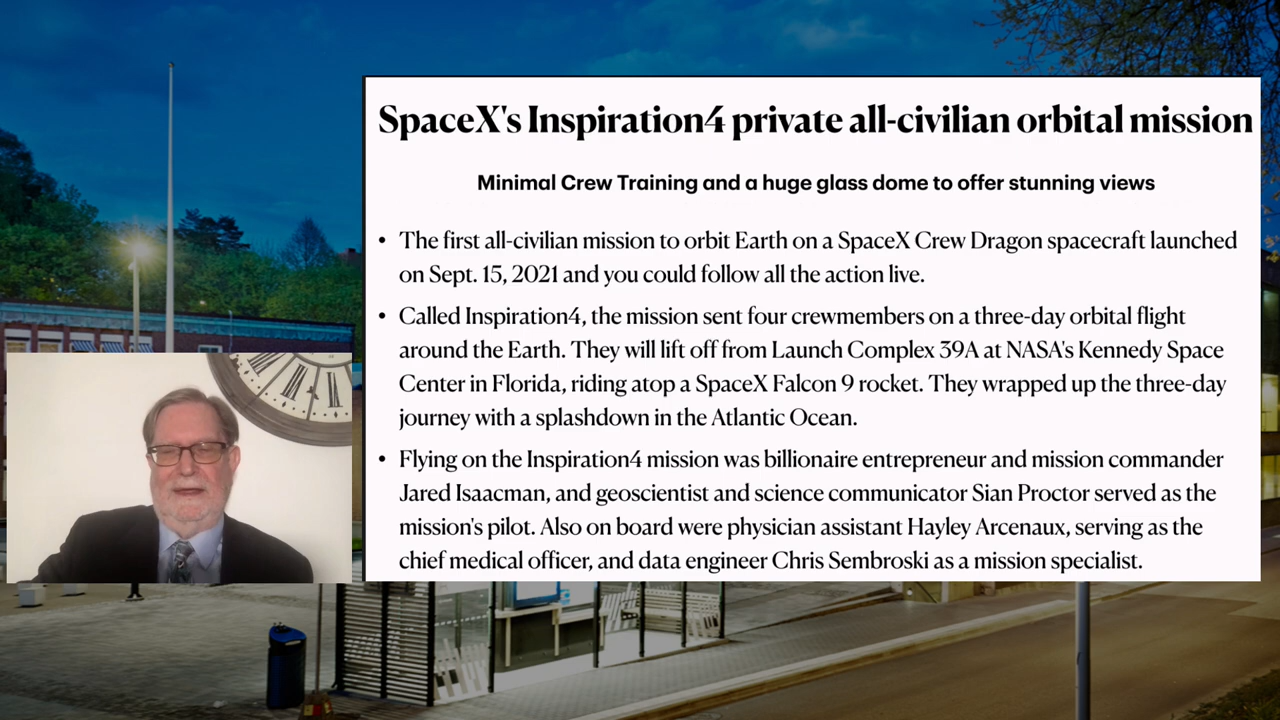 SpaceX's Inspiration4 private all-civilian orbital mission
Minimal Crew Training and a huge glass dome to offer stunning views
• The first all-civilian mission to orbit Earth on a SpaceX Crew Dragon spacecraft launched
on Sept. 15, 2021 and you could follow all the action live.
• Called Inspiration4, the mission sent four crewmembers on a three-day orbital flight
around the Earth. They will lift off from Launch Complex 39A at NASA's Kennedy Space
Center in Florida, riding atop a SpaceX Falcon 9 rocket. They wrapped up the three-day
journey with a splashdown in the Atlantic Ocean.
• Flying on the Inspiration4 mission was billionaire entrepreneur and mission commander
Jared Isaacman, and geoscientist and science communicator Sian Proctor served as the
mission's pilot. Also on board were physician assistant Hayley Arcenaux, serving as the
chief medical officer, and data engineer Chris Sembroski as a mission specialist.